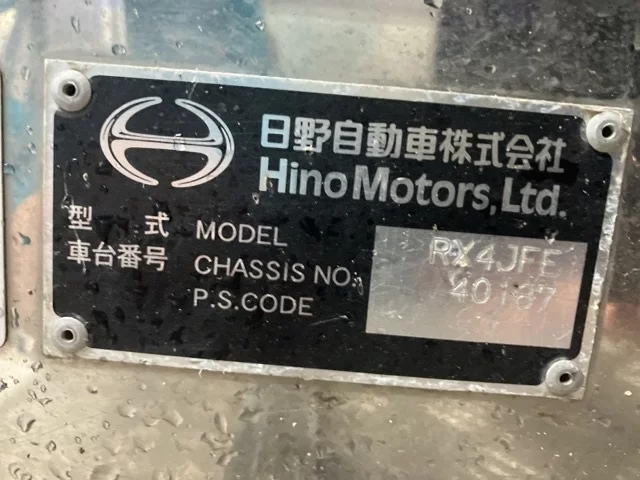 日野自動車株式会社
Hino Motors, Ltd.
型 式 MODEL RX4JFE
車台番号 CHASSIS NO. 40187
P.S.CODE